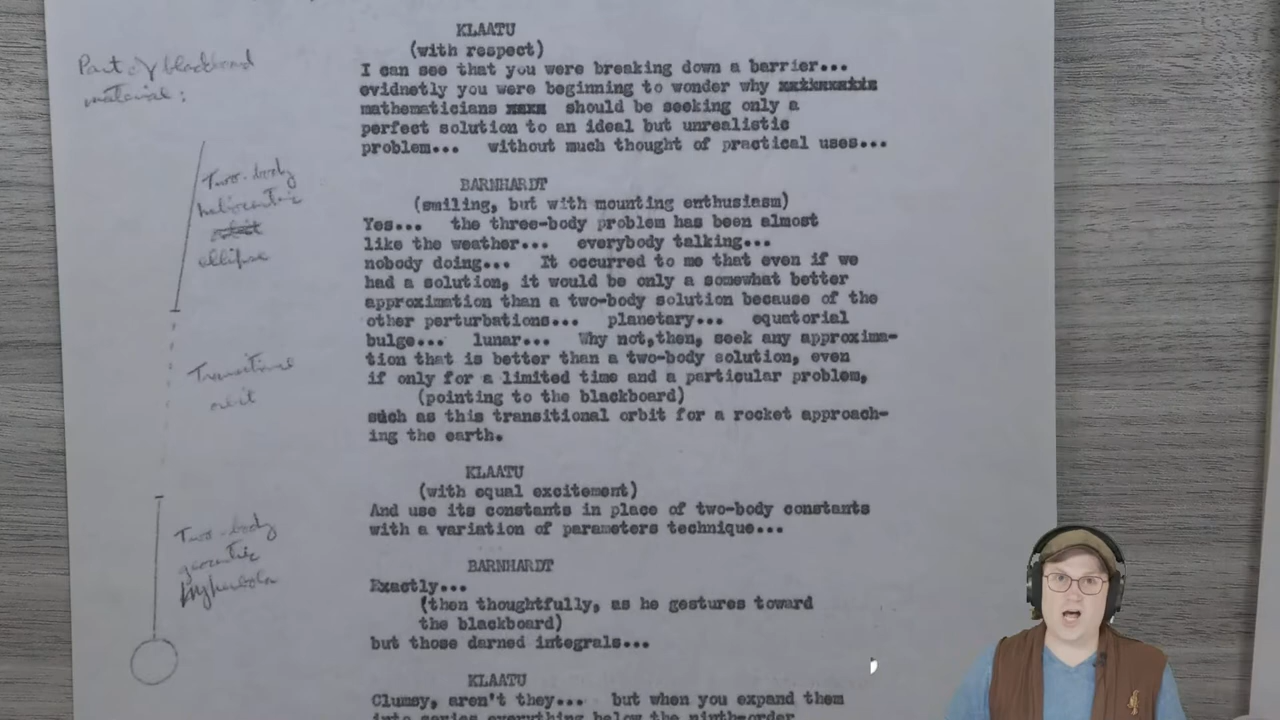 KLAATU
(with respect)
I can see that you were breaking down a barrier...
evidnetly you were beginning to wonder why
mathematicians should be seeking only a
perfect solution to an ideal but unrealistic
problem... without much thought of practical uses...
BARNHARDT
(smiling, but with mounting enthusiasm)
Yes... the three-body problem has been almost
like the weather... everybody talking...
nobody doing... It occurred to me that even if we
had a solution, it would be only a somewhat better
approximation than a two-body solution because of the
other perturbations... planetary... equatorial
bulge... lunar... Why not,then, seek any approxima-
tion that is better than a two-body solution, even
if only for a limited time and a particular problem,
(pointing to the blackboard)
such as this transitional orbit for a rocket approach-
ing the earth.
KLAATU
(with equal excitement)
And use its constants in place of two-body constants
with a variation of parameters technique...
BARNHARDT
Exactly...
(then thoughtfully, as he gestures toward
the blackboard)
but those darned integrals...
KLAATU
Clumsy, aren't they... but when you expand them
into series everything below the ninth-order
Part of blackboard
material:
Two-body
heliocentric
orbit
ellipse
Transitional
orbit
Two-body
geocentric
hyperbola